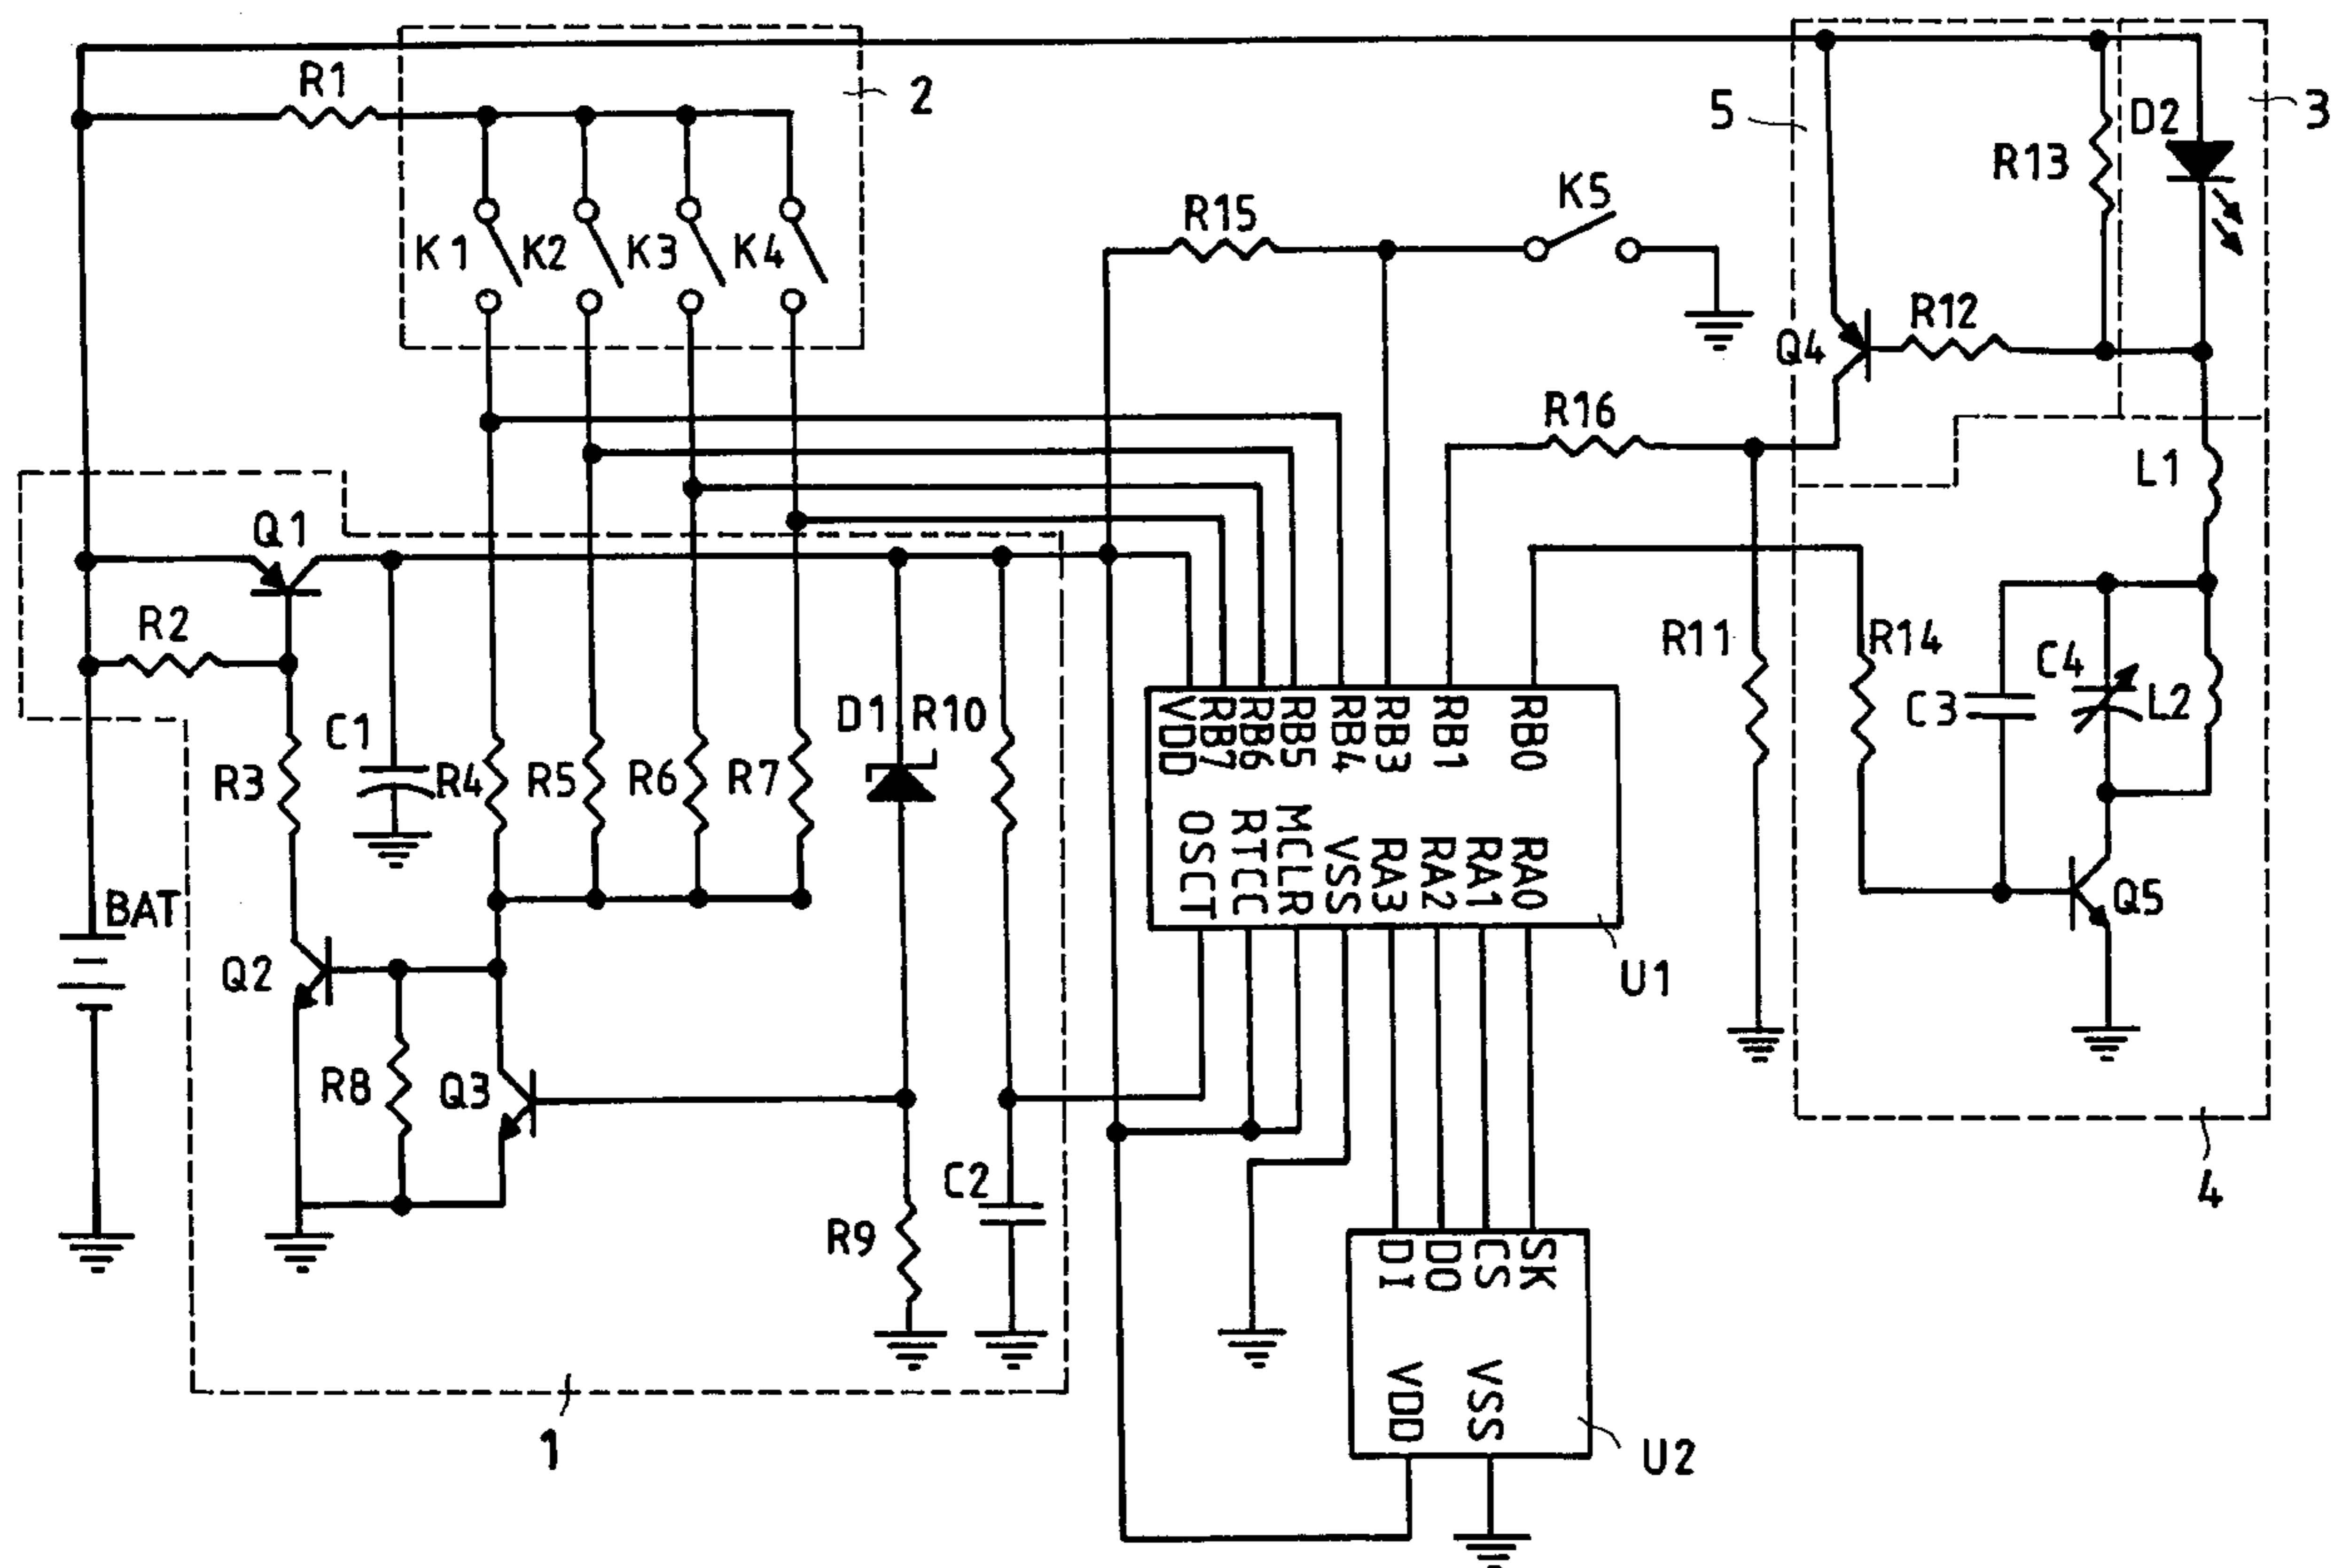 R1
2
5
D2
3
R13
K5
R15
K1 K2 K3 K4
Q4
R12
R16
L1
Q1
R2
R11
R14
C4
L2
C3
D1 R10
C1
R3
R4
R5
R6
R7
VDD
RB7
RB6
RB5
RB4
RB3
RB1
RB0
OSCT
RTCC
MCLR
VSS
RA3
RA2
RA1
RA0
BAT
Q5
Q2
U1
R8
Q3
C2
4
R9
DI
DO
CS
SK
VDD
VSS
1
U2